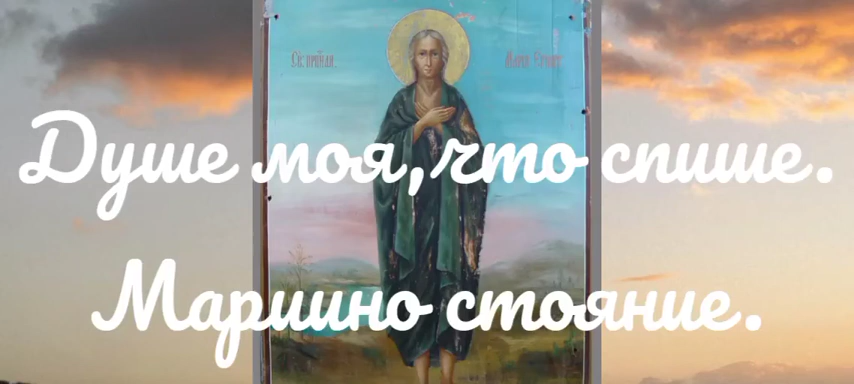 Душе моя, что спише.
Мариино стояние.